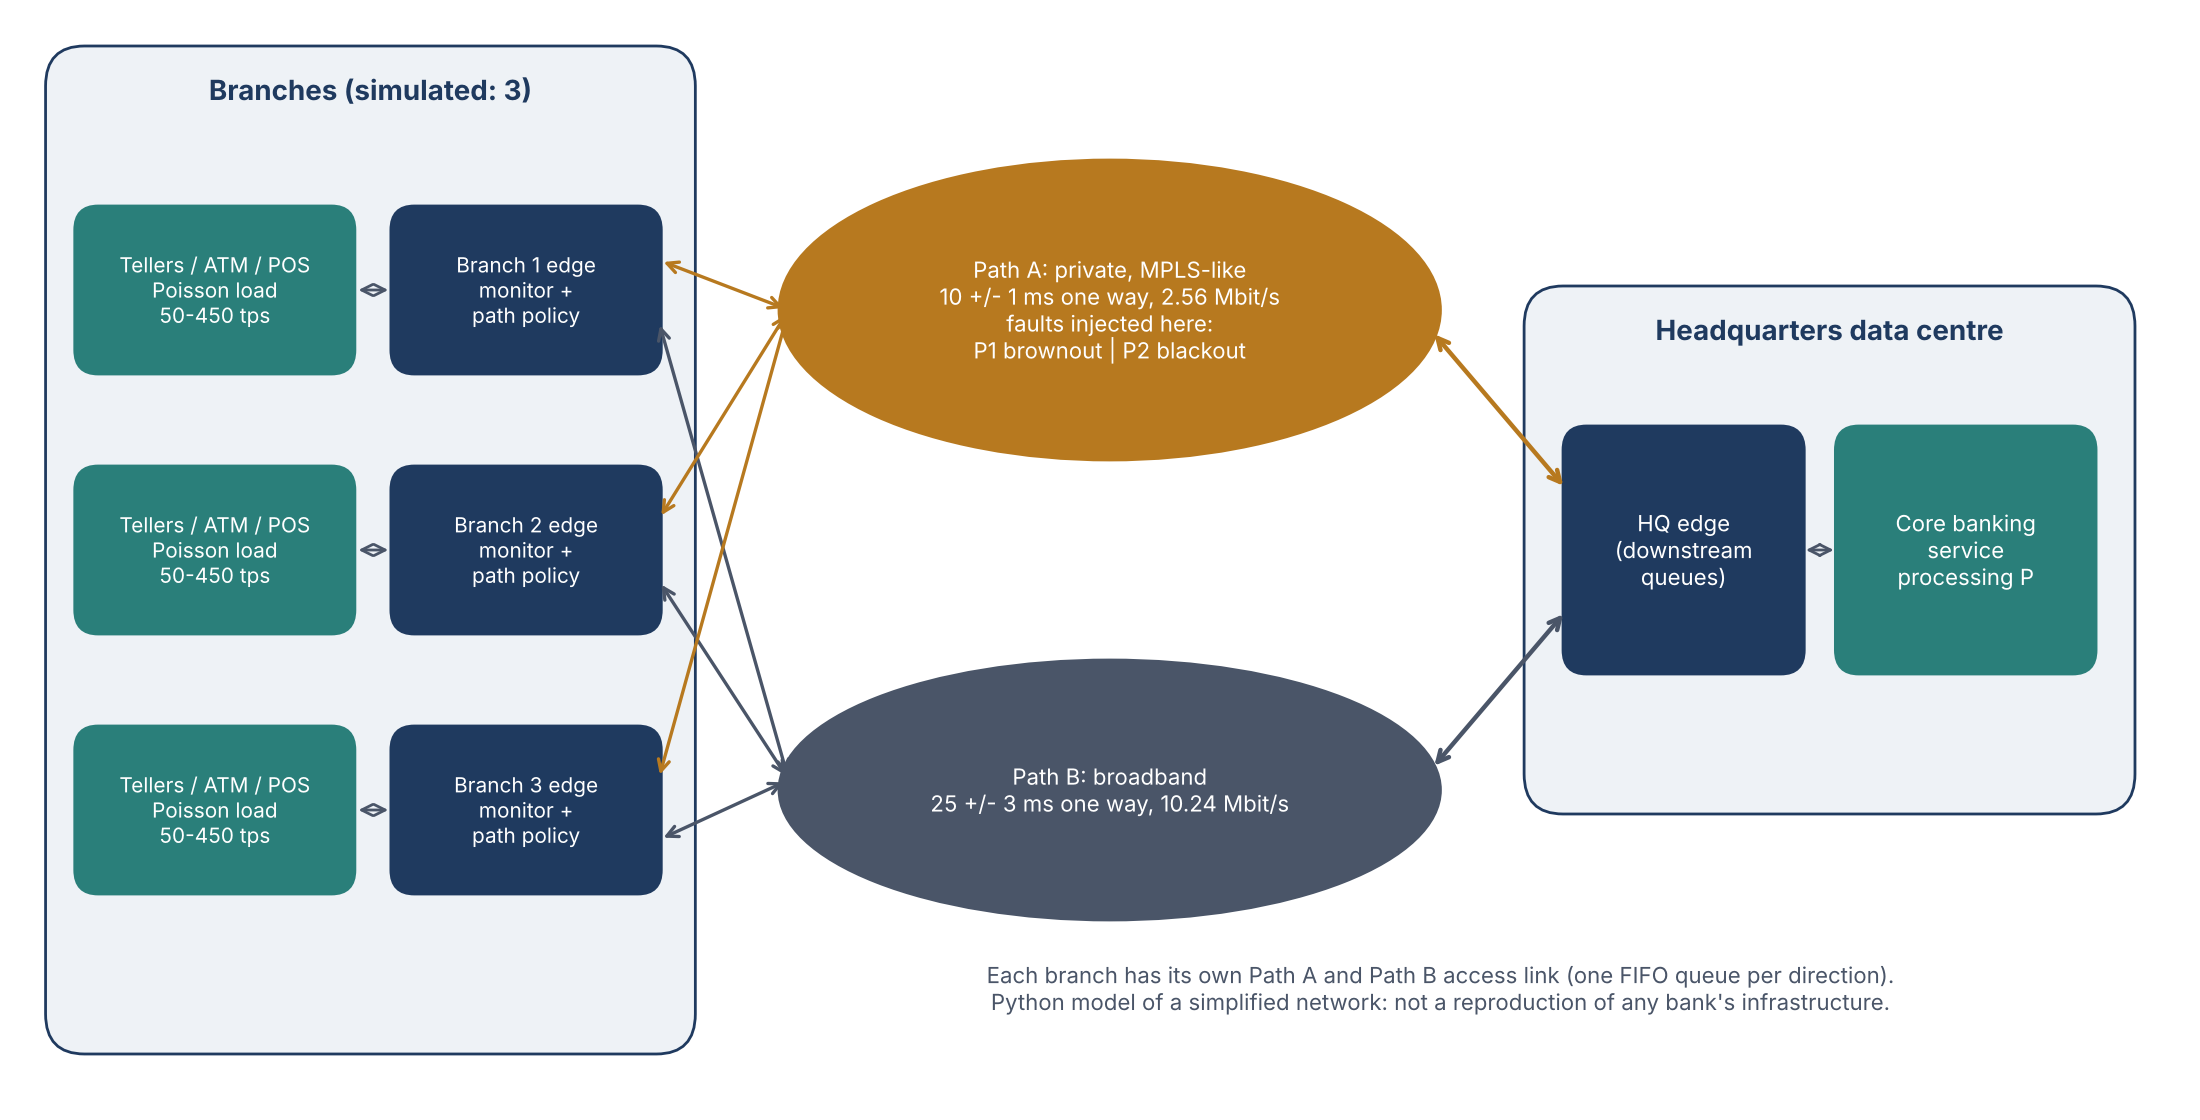 Branches (simulated: 3)
Tellers / ATM / POS
Poisson load
50-450 tps
Branch 1 edge
monitor +
path policy
Tellers / ATM / POS
Poisson load
50-450 tps
Branch 2 edge
monitor +
path policy
Tellers / ATM / POS
Poisson load
50-450 tps
Branch 3 edge
monitor +
path policy
Path A: private, MPLS-like
10 +/- 1 ms one way, 2.56 Mbit/s
faults injected here:
P1 brownout | P2 blackout
Path B: broadband
25 +/- 3 ms one way, 10.24 Mbit/s
Headquarters data centre
HQ edge
(downstream
queues)
Core banking
service
processing P
Each branch has its own Path A and Path B access link (one FIFO queue per direction).
Python model of a simplified network: not a reproduction of any bank's infrastructure.